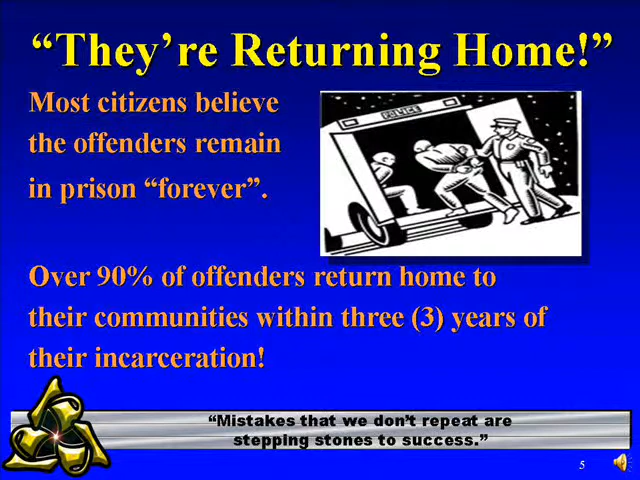 “They’re Returning Home!”
Most citizens believe
the offenders remain
in prison “forever”.
POLICE
Over 90% of offenders return home to
their communities within three (3) years of
their incarceration!
“Mistakes that we don’t repeat are
stepping stones to success.”
5